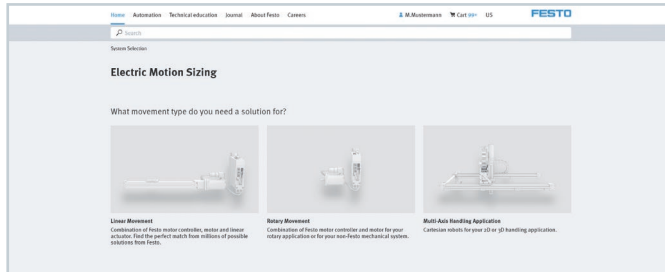 Home Automation Technical education Journal About Festo Careers M.Mustermann Cart 99+ US FESTO
Search
System Selection
Electric Motion Sizing
What movement type do you need a solution for?
Linear Movement
Combination of Festo motor controller, motor and linear
actuator. Find the perfect match from millions of possible
solutions from Festo.
Rotary Movement
Combination of Festo motor controller and motor for your
rotary application or for your non-Festo mechanical system.
Multi-Axis Handling Application
Cartesian robots for your 2D or 3D handling application.